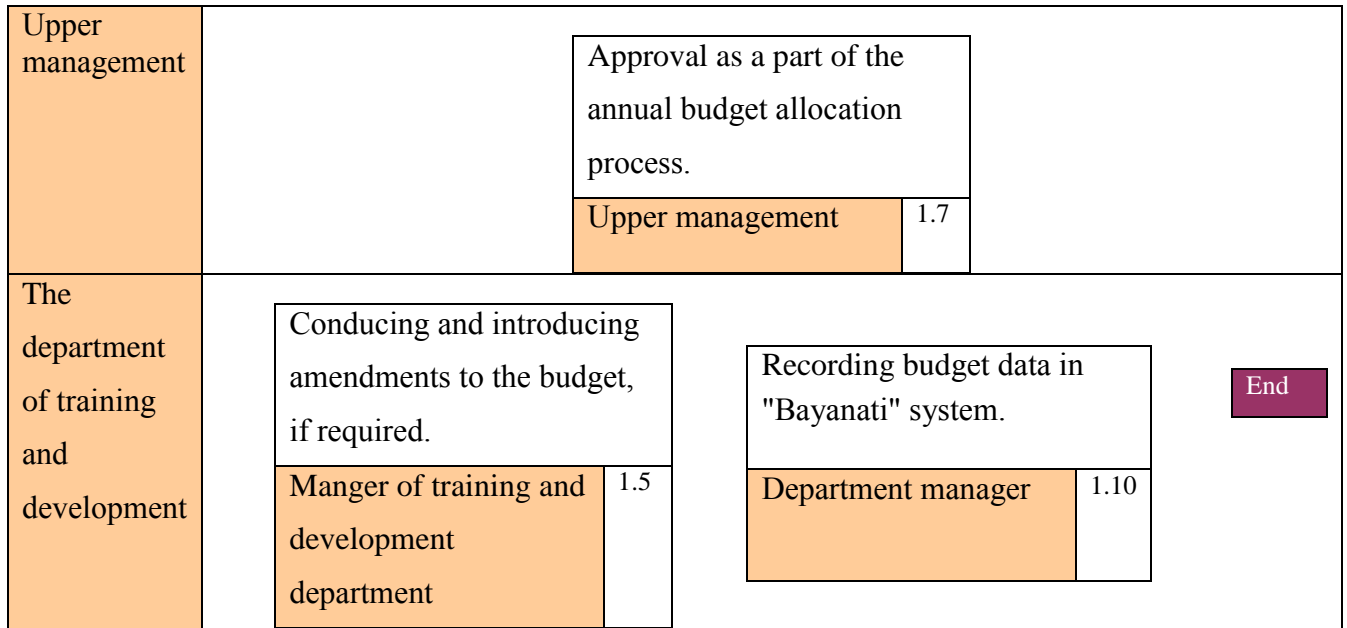 Upper
management
Approval as a part of the
annual budget allocation
process.
Upper management
1.7
The
department
of training
and
development
Conducing and introducing
amendments to the budget,
if required.
Manger of training and
development
department
1.5
Recording budget data in
"Bayanati" system.
Department manager
1.10
End